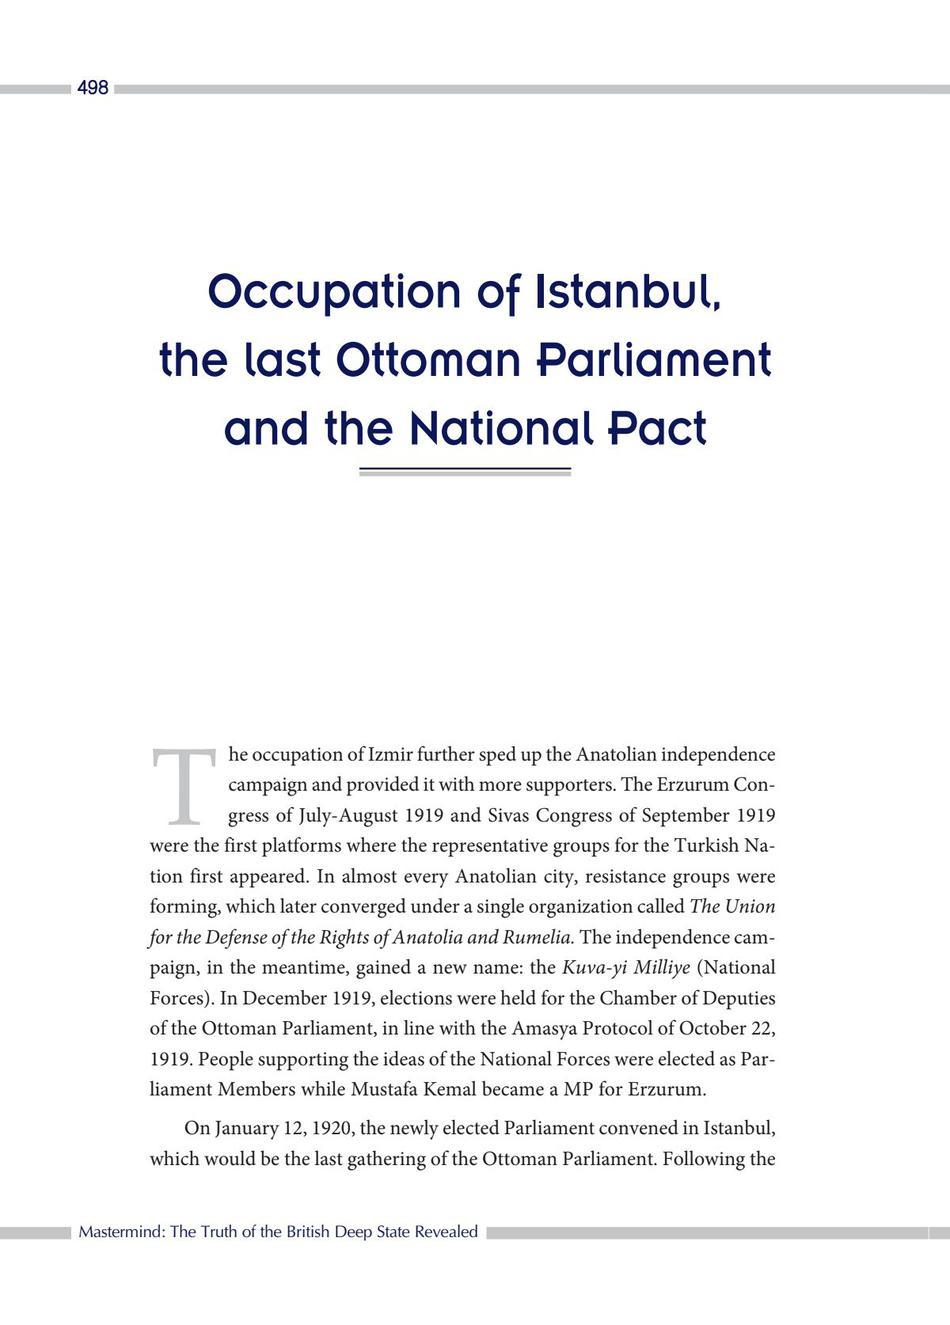 498
Occupation of Istanbul,
the last Ottoman Parliament
and the National Pact
The occupation of Izmir further sped up the Anatolian independence
campaign and provided it with more supporters. The Erzurum Con-
gress of July-August 1919 and Sivas Congress of September 1919
were the first platforms where the representative groups for the Turkish Na-
tion first appeared. In almost every Anatolian city, resistance groups were
forming, which later converged under a single organization called The Union
for the Defense of the Rights of Anatolia and Rumelia. The independence cam-
paign, in the meantime, gained a new name: the Kuva-yi Milliye (National
Forces). In December 1919, elections were held for the Chamber of Deputies
of the Ottoman Parliament, in line with the Amasya Protocol of October 22,
1919. People supporting the ideas of the National Forces were elected as Par-
liament Members while Mustafa Kemal became a MP for Erzurum.
On January 12, 1920, the newly elected Parliament convened in Istanbul,
which would be the last gathering of the Ottoman Parliament. Following the
Mastermind: The Truth of the British Deep State Revealed